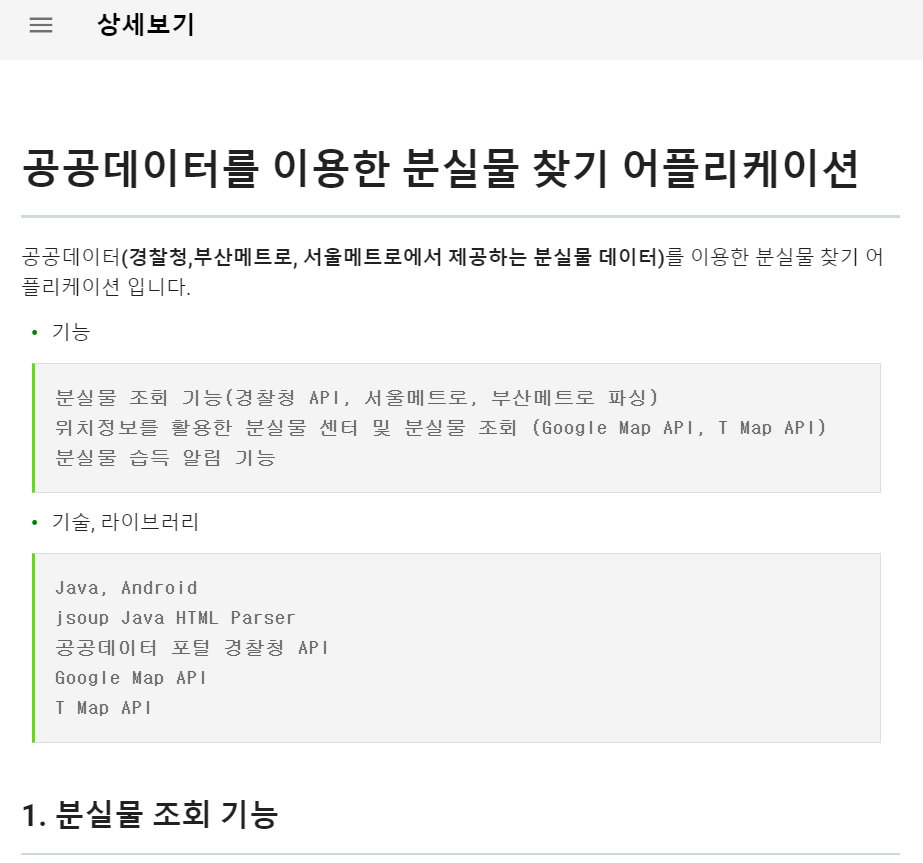 상세보기
공공데이터를 이용한 분실물 찾기 어플리케이션
공공데이터(경찰청,부산메트로, 서울메트로에서 제공하는 분실물 데이터)를 이용한 분실물 찾기 어
플리케이션 입니다.
• 기능
분실물 조회 기능(경찰청 API, 서울메트로, 부산메트로 파싱)
위치정보를 활용한 분실물 센터 및 분실물 조회 (Google Map API, T Map API)
분실물 습득 알림 기능
• 기술, 라이브러리
Java, Android
jsoup Java HTML Parser
공공데이터 포털 경찰청 API
Google Map API
T Map API
1. 분실물 조회 기능